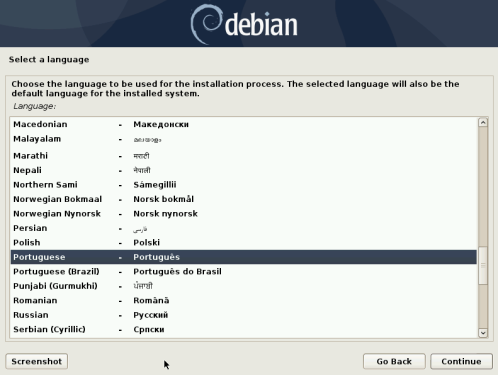 debian
Select a language
Choose the language to be used for the installation process. The selected language will also be the
default language for the installed system.
Language:
Macedonian - Македонски
Malayalam - മലയാളം
Marathi - मराठी
Nepali - नेपाली
Northern Sami - Sámegillii
Norwegian Bokmaal - Norsk bokmål
Norwegian Nynorsk - Norsk nynorsk
Persian - فارسی
Polish - Polski
Portuguese - Português
Portuguese (Brazil) - Português do Brasil
Punjabi (Gurmukhi) - ਪੰਜਾਬੀ
Romanian - Română
Russian - Русский
Serbian (Cyrillic) - Српски
Screenshot Go Back Continue